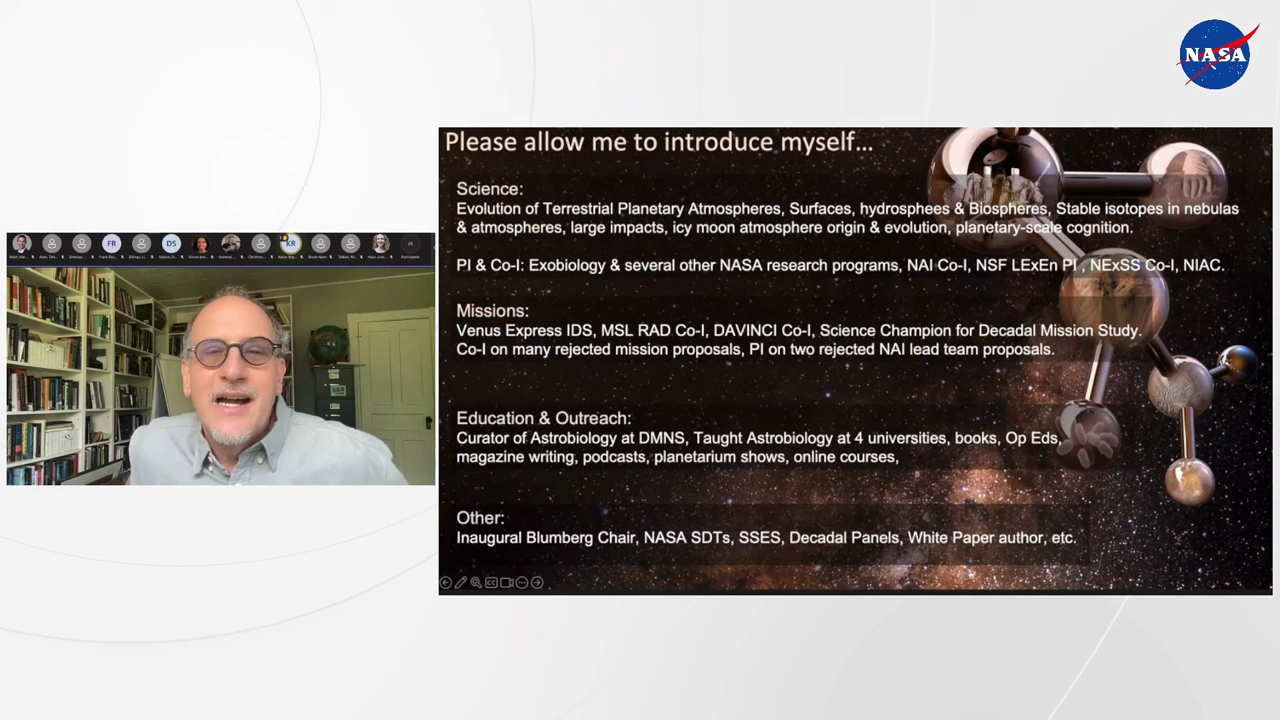 NASA
Please allow me to introduce myself...
Science:
Evolution of Terrestrial Planetary Atmospheres, Surfaces, hydrosphees & Biospheres, Stable isotopes in nebulas
& atmospheres, large impacts, icy moon atmosphere origin & evolution, planetary-scale cognition.
PI & Co-I: Exobiology & several other NASA research programs, NAI Co-I, NSF LExEn PI , NExSS Co-I, NIAC.
Missions:
Venus Express IDS, MSL RAD Co-I, DAVINCI Co-I, Science Champion for Decadal Mission Study.
Co-I on many rejected mission proposals, PI on two rejected NAI lead team proposals.
Education & Outreach:
Curator of Astrobiology at DMNS, Taught Astrobiology at 4 universities, books, Op Eds,
magazine writing, podcasts, planetarium shows, online courses,
Other:
Inaugural Blumberg Chair, NASA SDTs, SSES, Decadal Panels, White Paper author, etc.
FR DS KR
Participants
CC